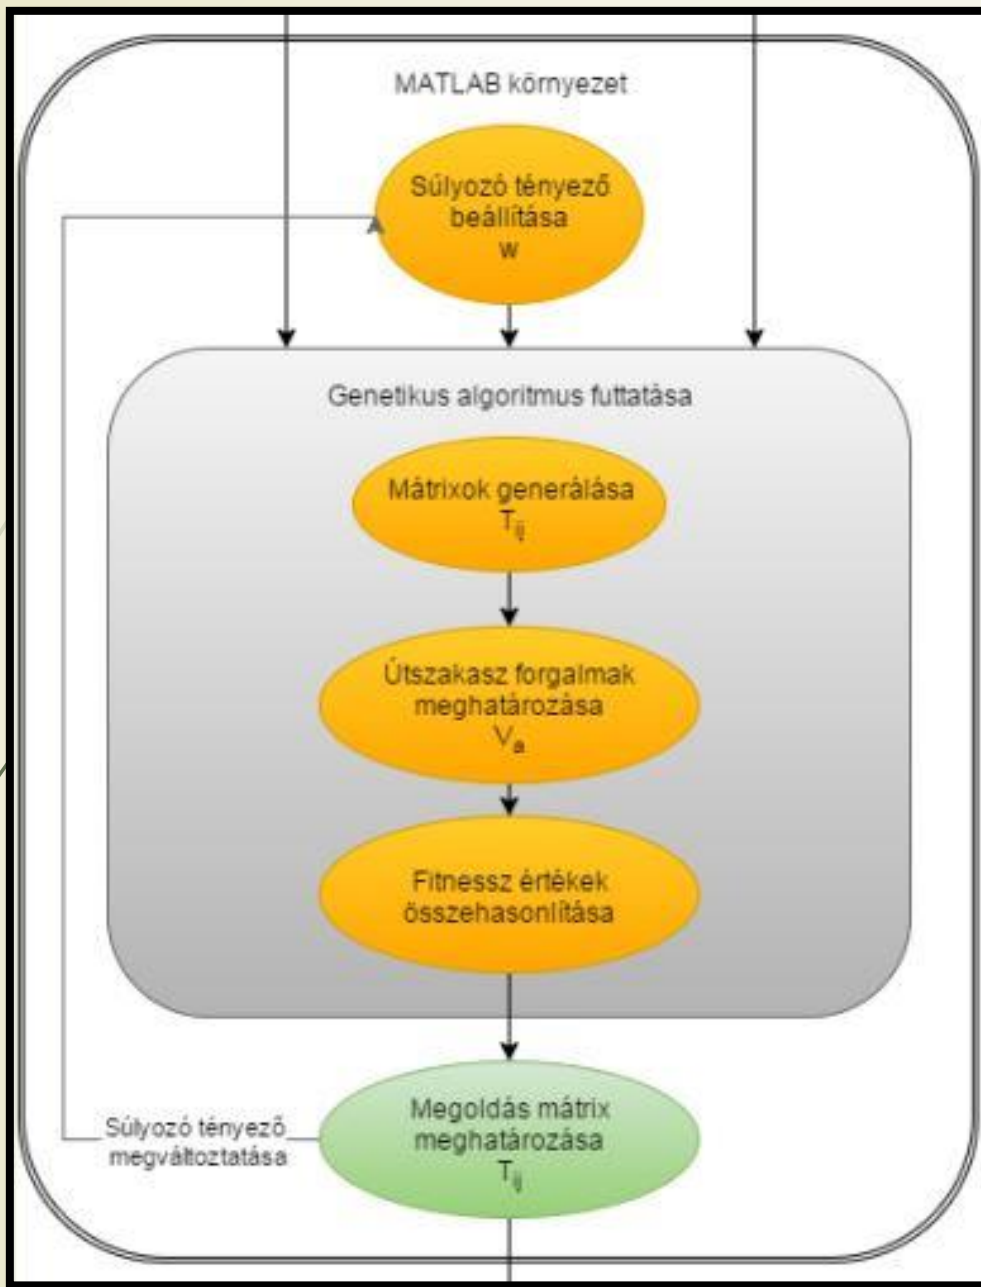 MATLAB környezet
Súlyozó tényező
beállítása
w
Genetikus algoritmus futtatása
Mátrixok generálása
Tij
Útszakasz forgalmak
meghatározása
Va
Fitnessz értékek
összehasonlítása
Megoldás mátrix
meghatározása
Tij
Súlyozó tényező
megváltoztatása